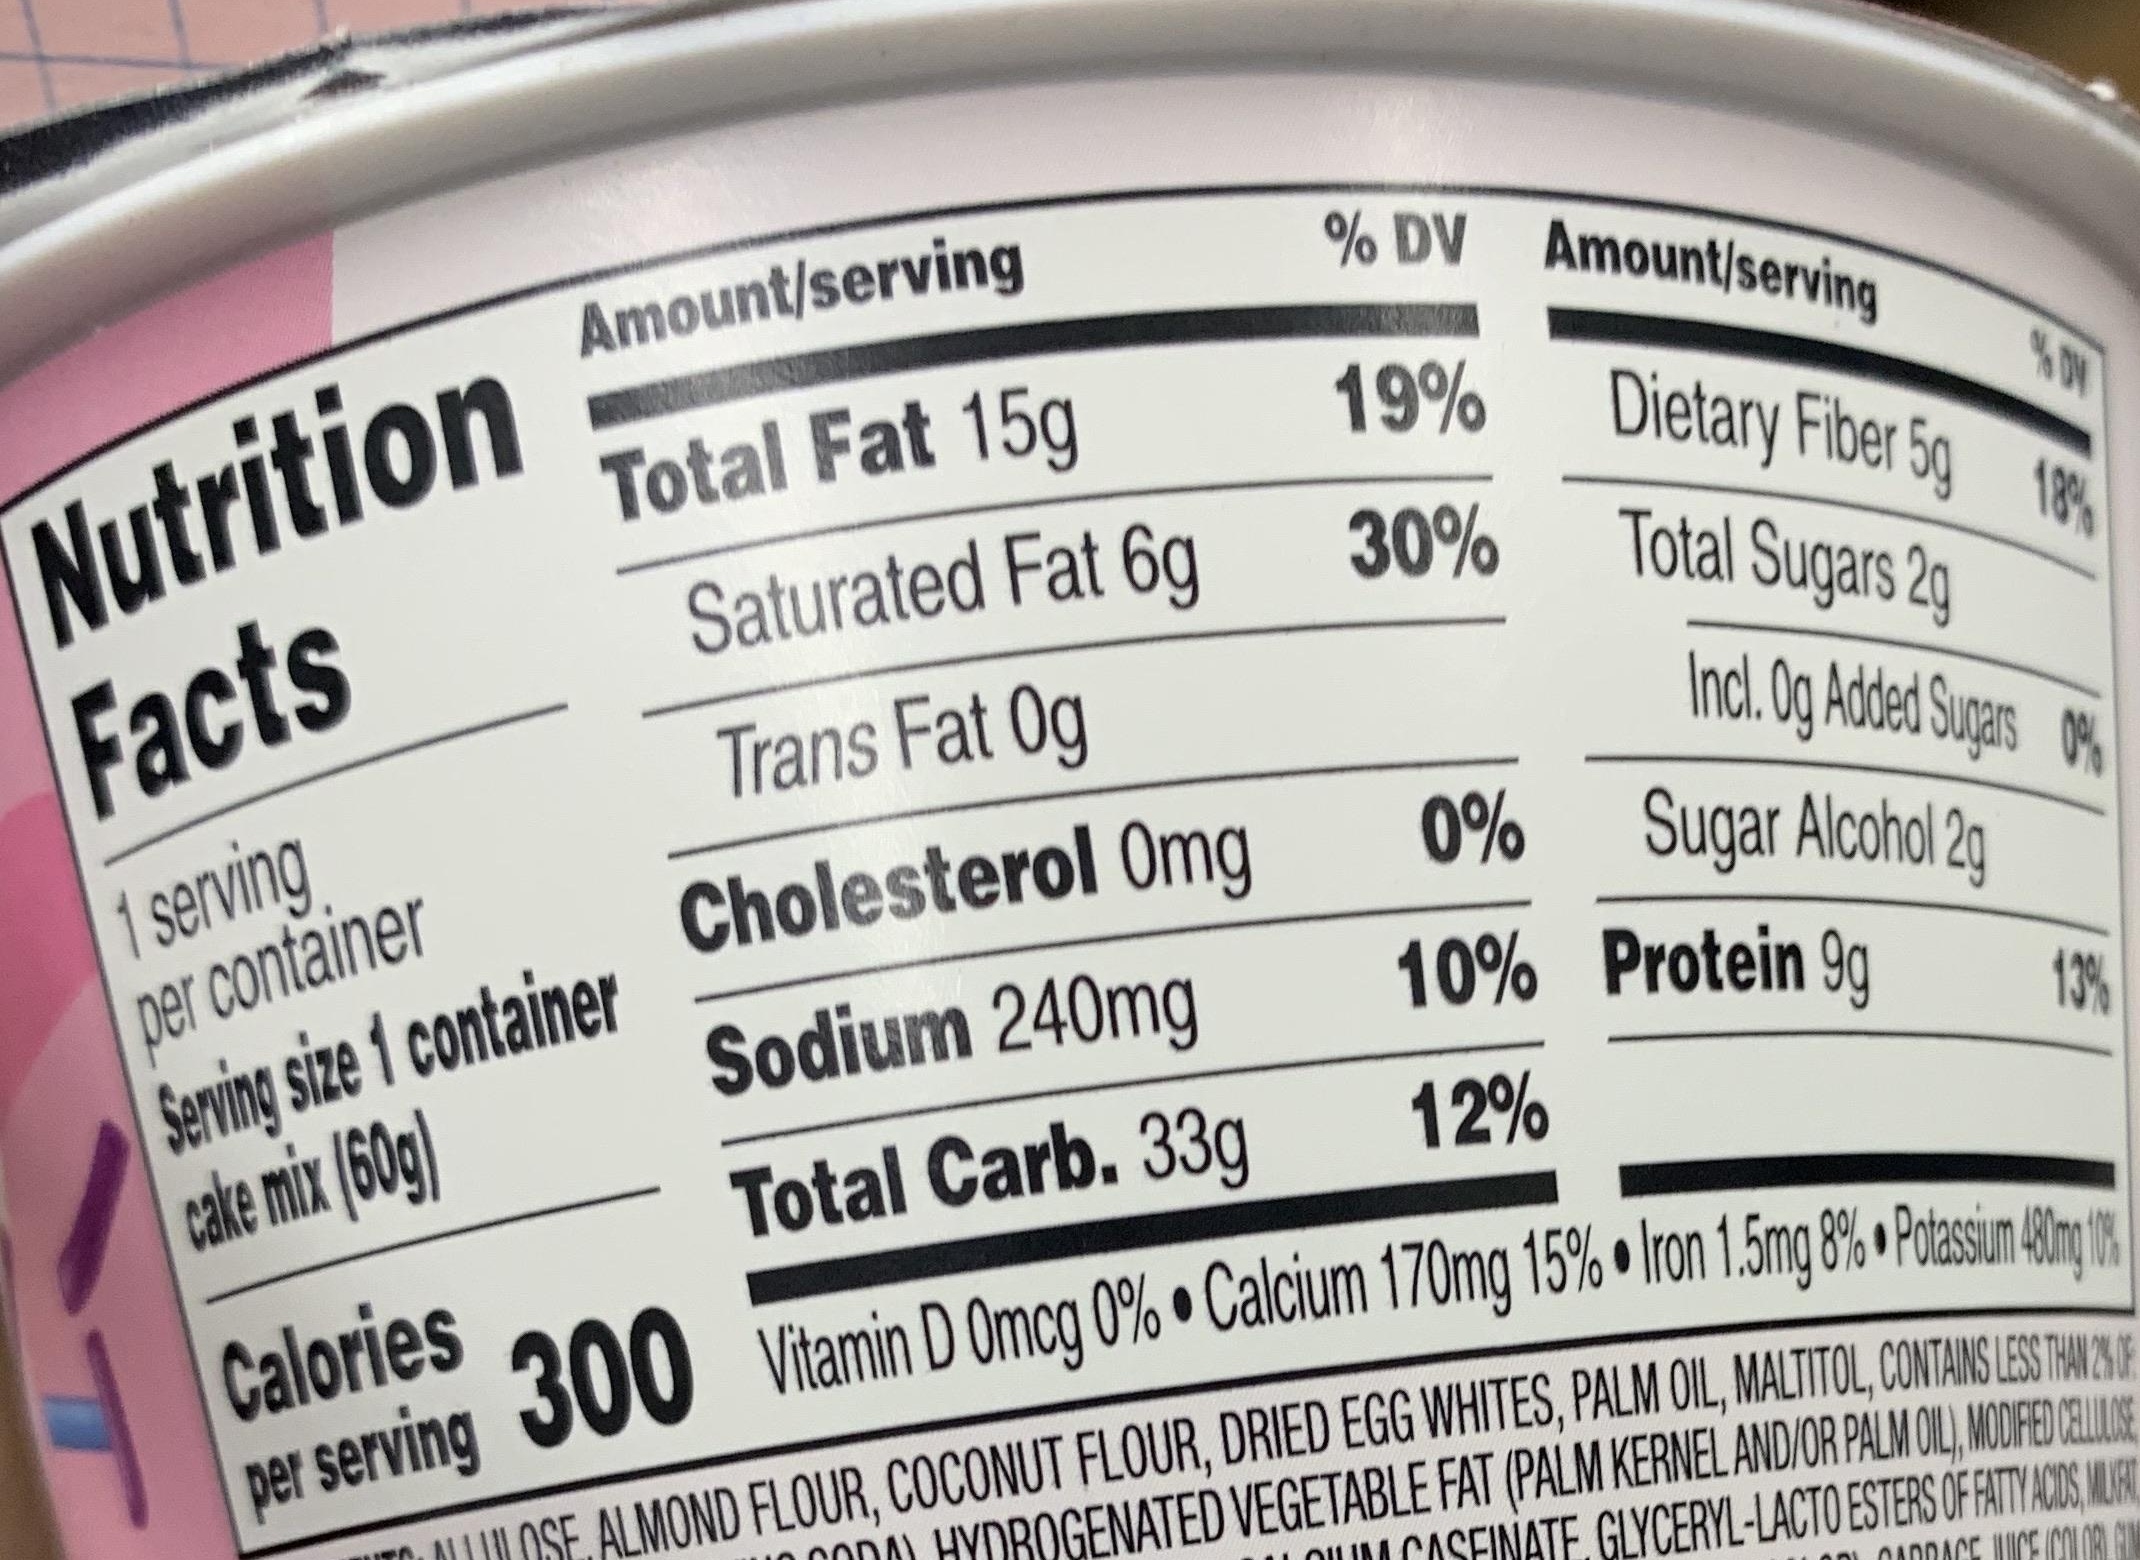 Nutrition
Facts
1 serving
per container
Serving size 1 container
cake mix (60g)
Calories
per serving 300
Amount/serving % DV
Total Fat 15g 19%
Saturated Fat 6g 30%
Trans Fat 0g
Cholesterol 0mg 0%
Sodium 240mg 10%
Total Carb. 33g 12%
Amount/serving % DV
Dietary Fiber 5g 18%
Total Sugars 2g
Incl. 0g Added Sugars 0%
Sugar Alcohol 2g
Protein 9g 13%
Vitamin D 0mcg 0% • Calcium 170mg 15% • Iron 1.5mg 8% • Potassium 480mg 10%
ALLULOSE, ALMOND FLOUR, COCONUT FLOUR, DRIED EGG WHITES, PALM OIL, MALTITOL, CONTAINS LESS THAN 2% OF:
HYDROGENATED VEGETABLE FAT (PALM KERNEL AND/OR PALM OIL), MODIFIED CELLULOSE
CASEINATE, GLYCERYL-LACTO ESTERS OF FATTY ACIDS, MILKFAT,
JUICE (COLOR)